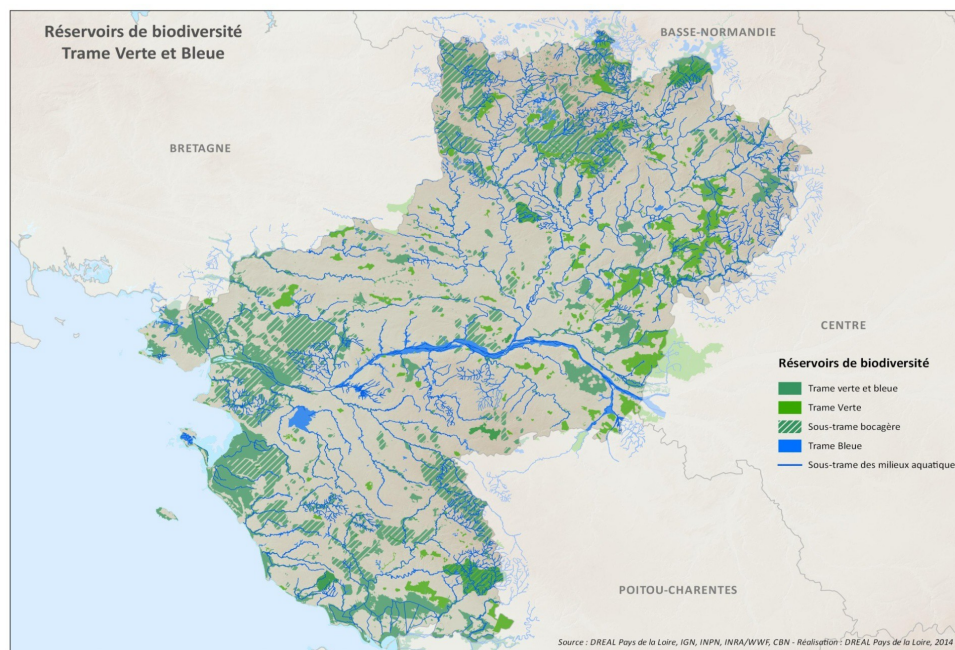 Réservoirs de biodiversité
Trame Verte et Bleue
BASSE-NORMANDIE
BRETAGNE
CENTRE
Réservoirs de biodiversité
Trame verte et bleue
Trame Verte
Sous-trame bocagère
Trame Bleue
Sous-trame des milieux aquatique
POITOU-CHARENTES
Source : DREAL Pays de la Loire, IGN, INPN, INRA/WWF, CBN - Réalisation : DREAL Pays de la Loire, 2014